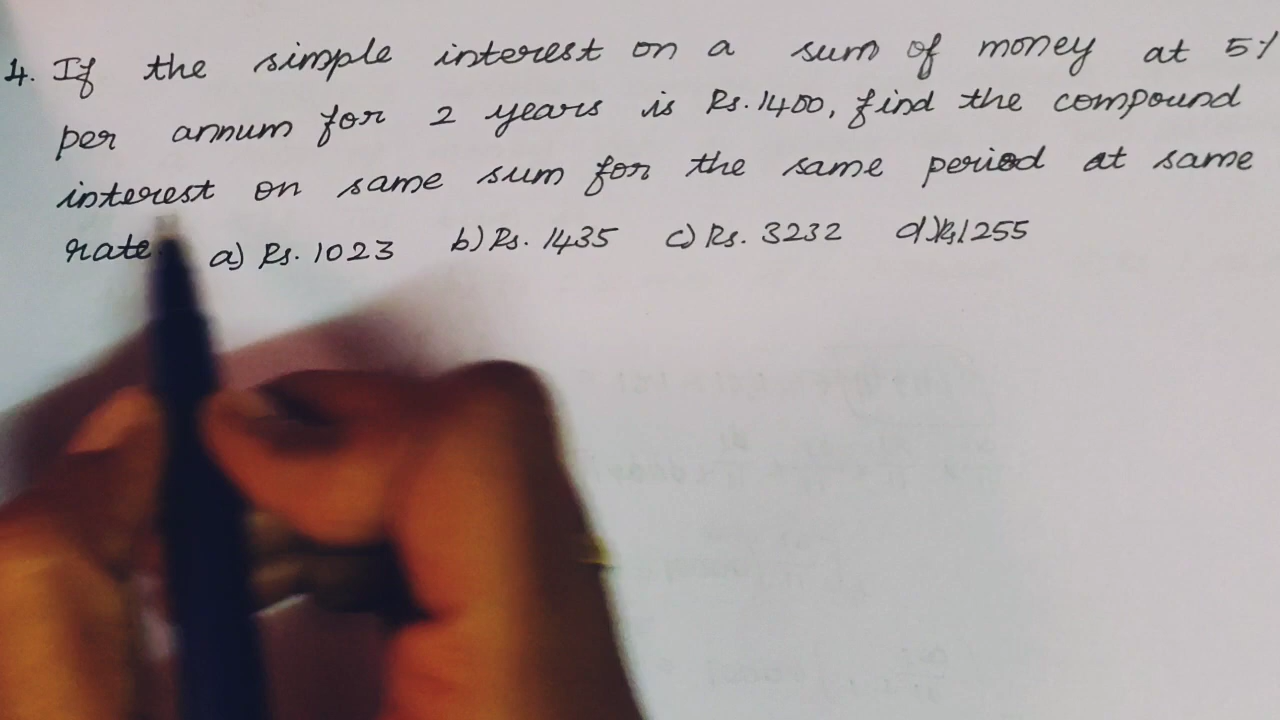 4. If the simple interest on a sum of money at 5%
per annum for 2 years is Rs.1400, find the compound
interest on same sum for the same period at same
rate. a) Rs. 1023 b) Rs. 1435 c) Rs. 3232 d) Rs1255